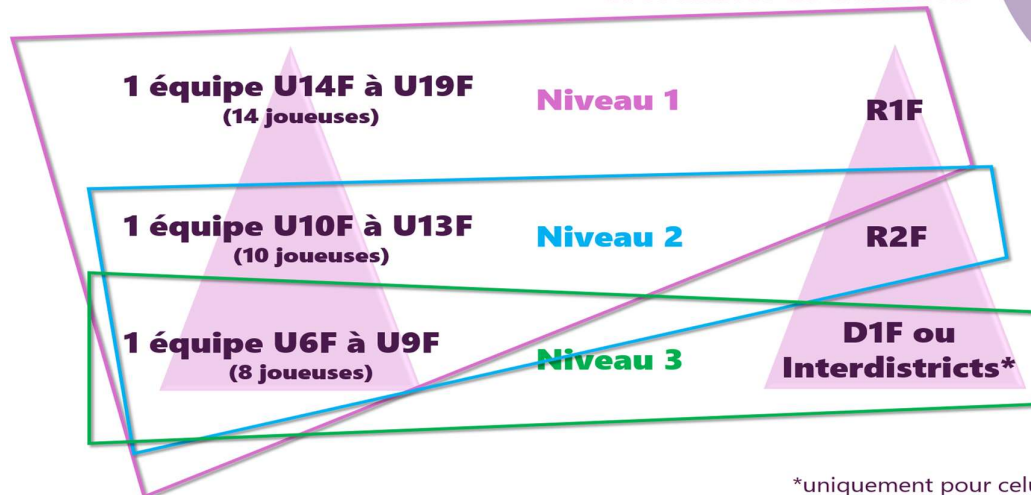 1 équipe U14F à U19F
(14 joueuses)
Niveau 1
R1F
1 équipe U10F à U13F
(10 joueuses)
Niveau 2
R2F
1 équipe U6F à U9F
(8 joueuses)
Niveau 3
D1F ou
Interdistricts*
*uniquement pour